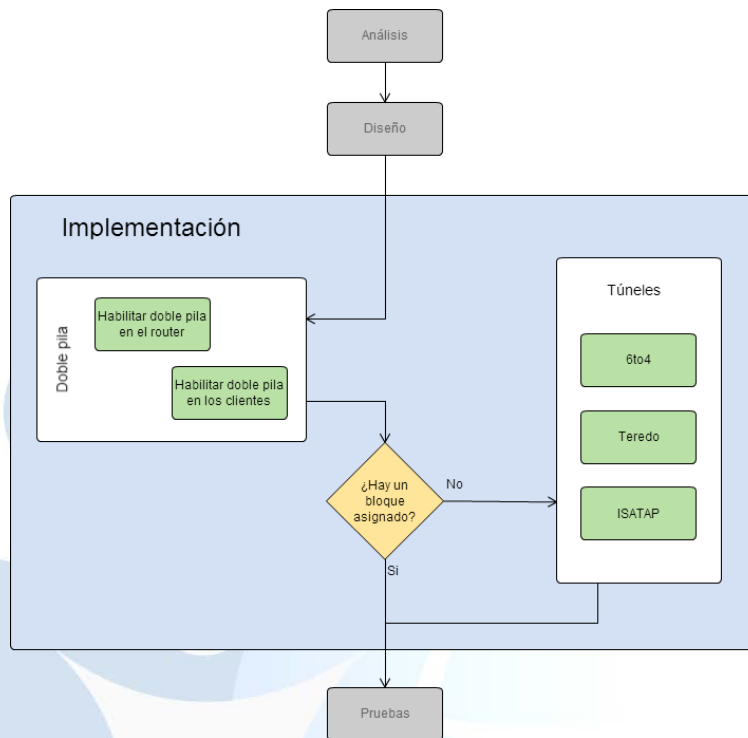 Análisis
Diseño
Implementación
Doble pila
Habilitar doble pila
en el router
Habilitar doble pila
en los clientes
¿Hay un
bloque
asignado?
No
Si
Túneles
6to4
Teredo
ISATAP
Pruebas